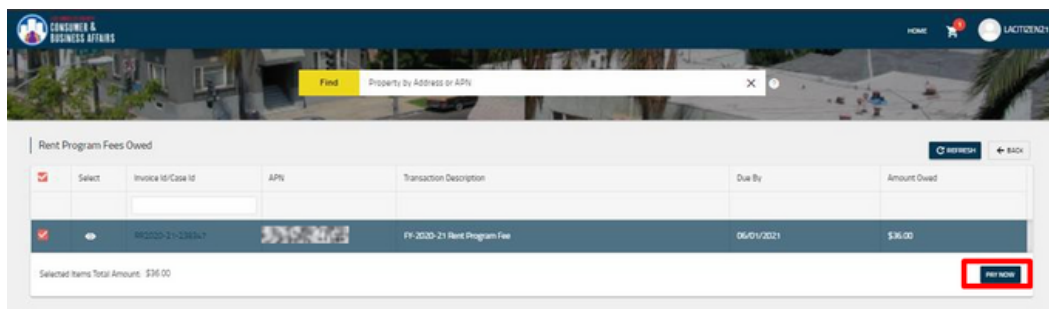 CONSUMER &
BUSINESS AFFAIRS
HOME
1
LACITIZEN21
Find
Property by Address or APN
Rent Program Fees Owed
REFRESH
BACK
Select Invoice Id/Case Id APN Transaction Description Due By Amount Owed
FY-2020-21 Rent Program Fee 06/01/2021 $36.00
Selected Items Total Amount: $36.00
PAY NOW